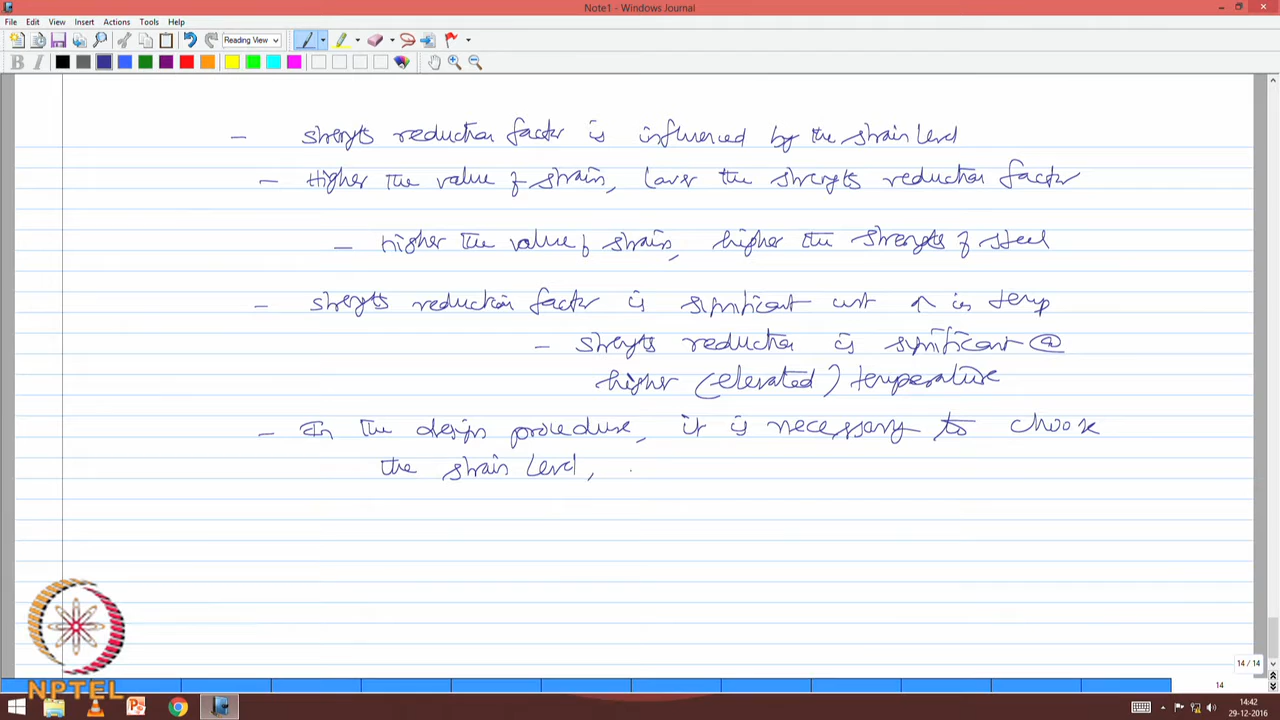 Note1 - Windows Journal
File Edit View Insert Actions Tools Help
Reading View
B I
- strength reduction factor is influenced by the strain level
- Higher the value of strain, lower the strength reduction factor
- higher the value of strain, higher the strength of steel
- strength reduction factor is significant wrt ↑ in temp
- strength reduction is significant @
higher (elevated) temperature
- In the design procedure, it is necessary to choose
the strain level,
14 / 14
14
NPTEL
14:42
29-12-2016